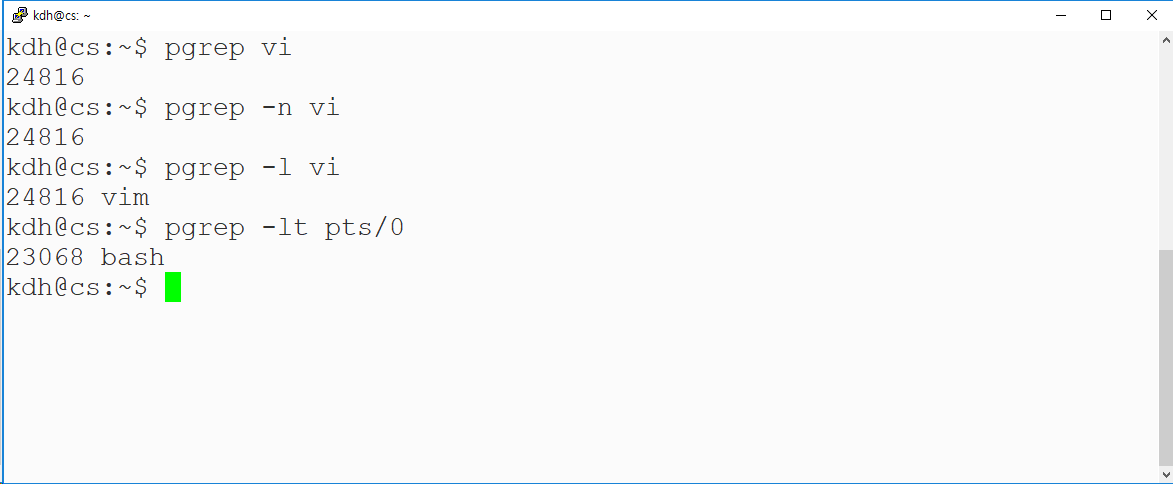 kdh@cs: ~
kdh@cs:~$ pgrep vi
24816
kdh@cs:~$ pgrep -n vi
24816
kdh@cs:~$ pgrep -l vi
24816 vim
kdh@cs:~$ pgrep -lt pts/0
23068 bash
kdh@cs:~$